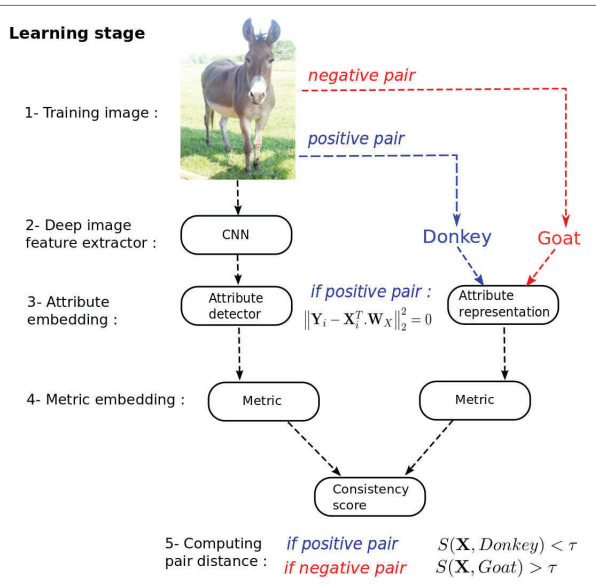 Learning stage
negative pair
1- Training image :
positive pair
2- Deep image
feature extractor :
CNN
Donkey
Goat
3- Attribute
embedding :
Attribute
detector
if positive pair :
‖Y_i − X_i^T.W_X‖_2^2 = 0
Attribute
representation
4- Metric embedding :
Metric
Metric
Consistency
score
5- Computing
pair distance :
if positive pair
S(X, Donkey) < τ
if negative pair
S(X, Goat) > τ